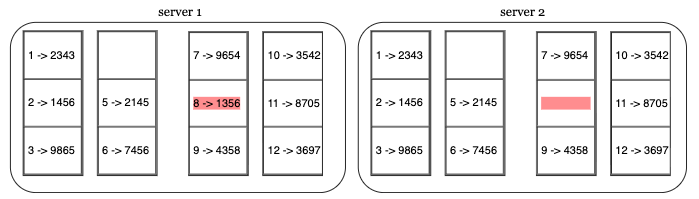 server 1
1 -> 2343
2 -> 1456
3 -> 9865
5 -> 2145
6 -> 7456
7 -> 9654
8 -> 1356
9 -> 4358
10 -> 3542
11 -> 8705
12 -> 3697
server 2
1 -> 2343
2 -> 1456
3 -> 9865
5 -> 2145
6 -> 7456
7 -> 9654
9 -> 4358
10 -> 3542
11 -> 8705
12 -> 3697